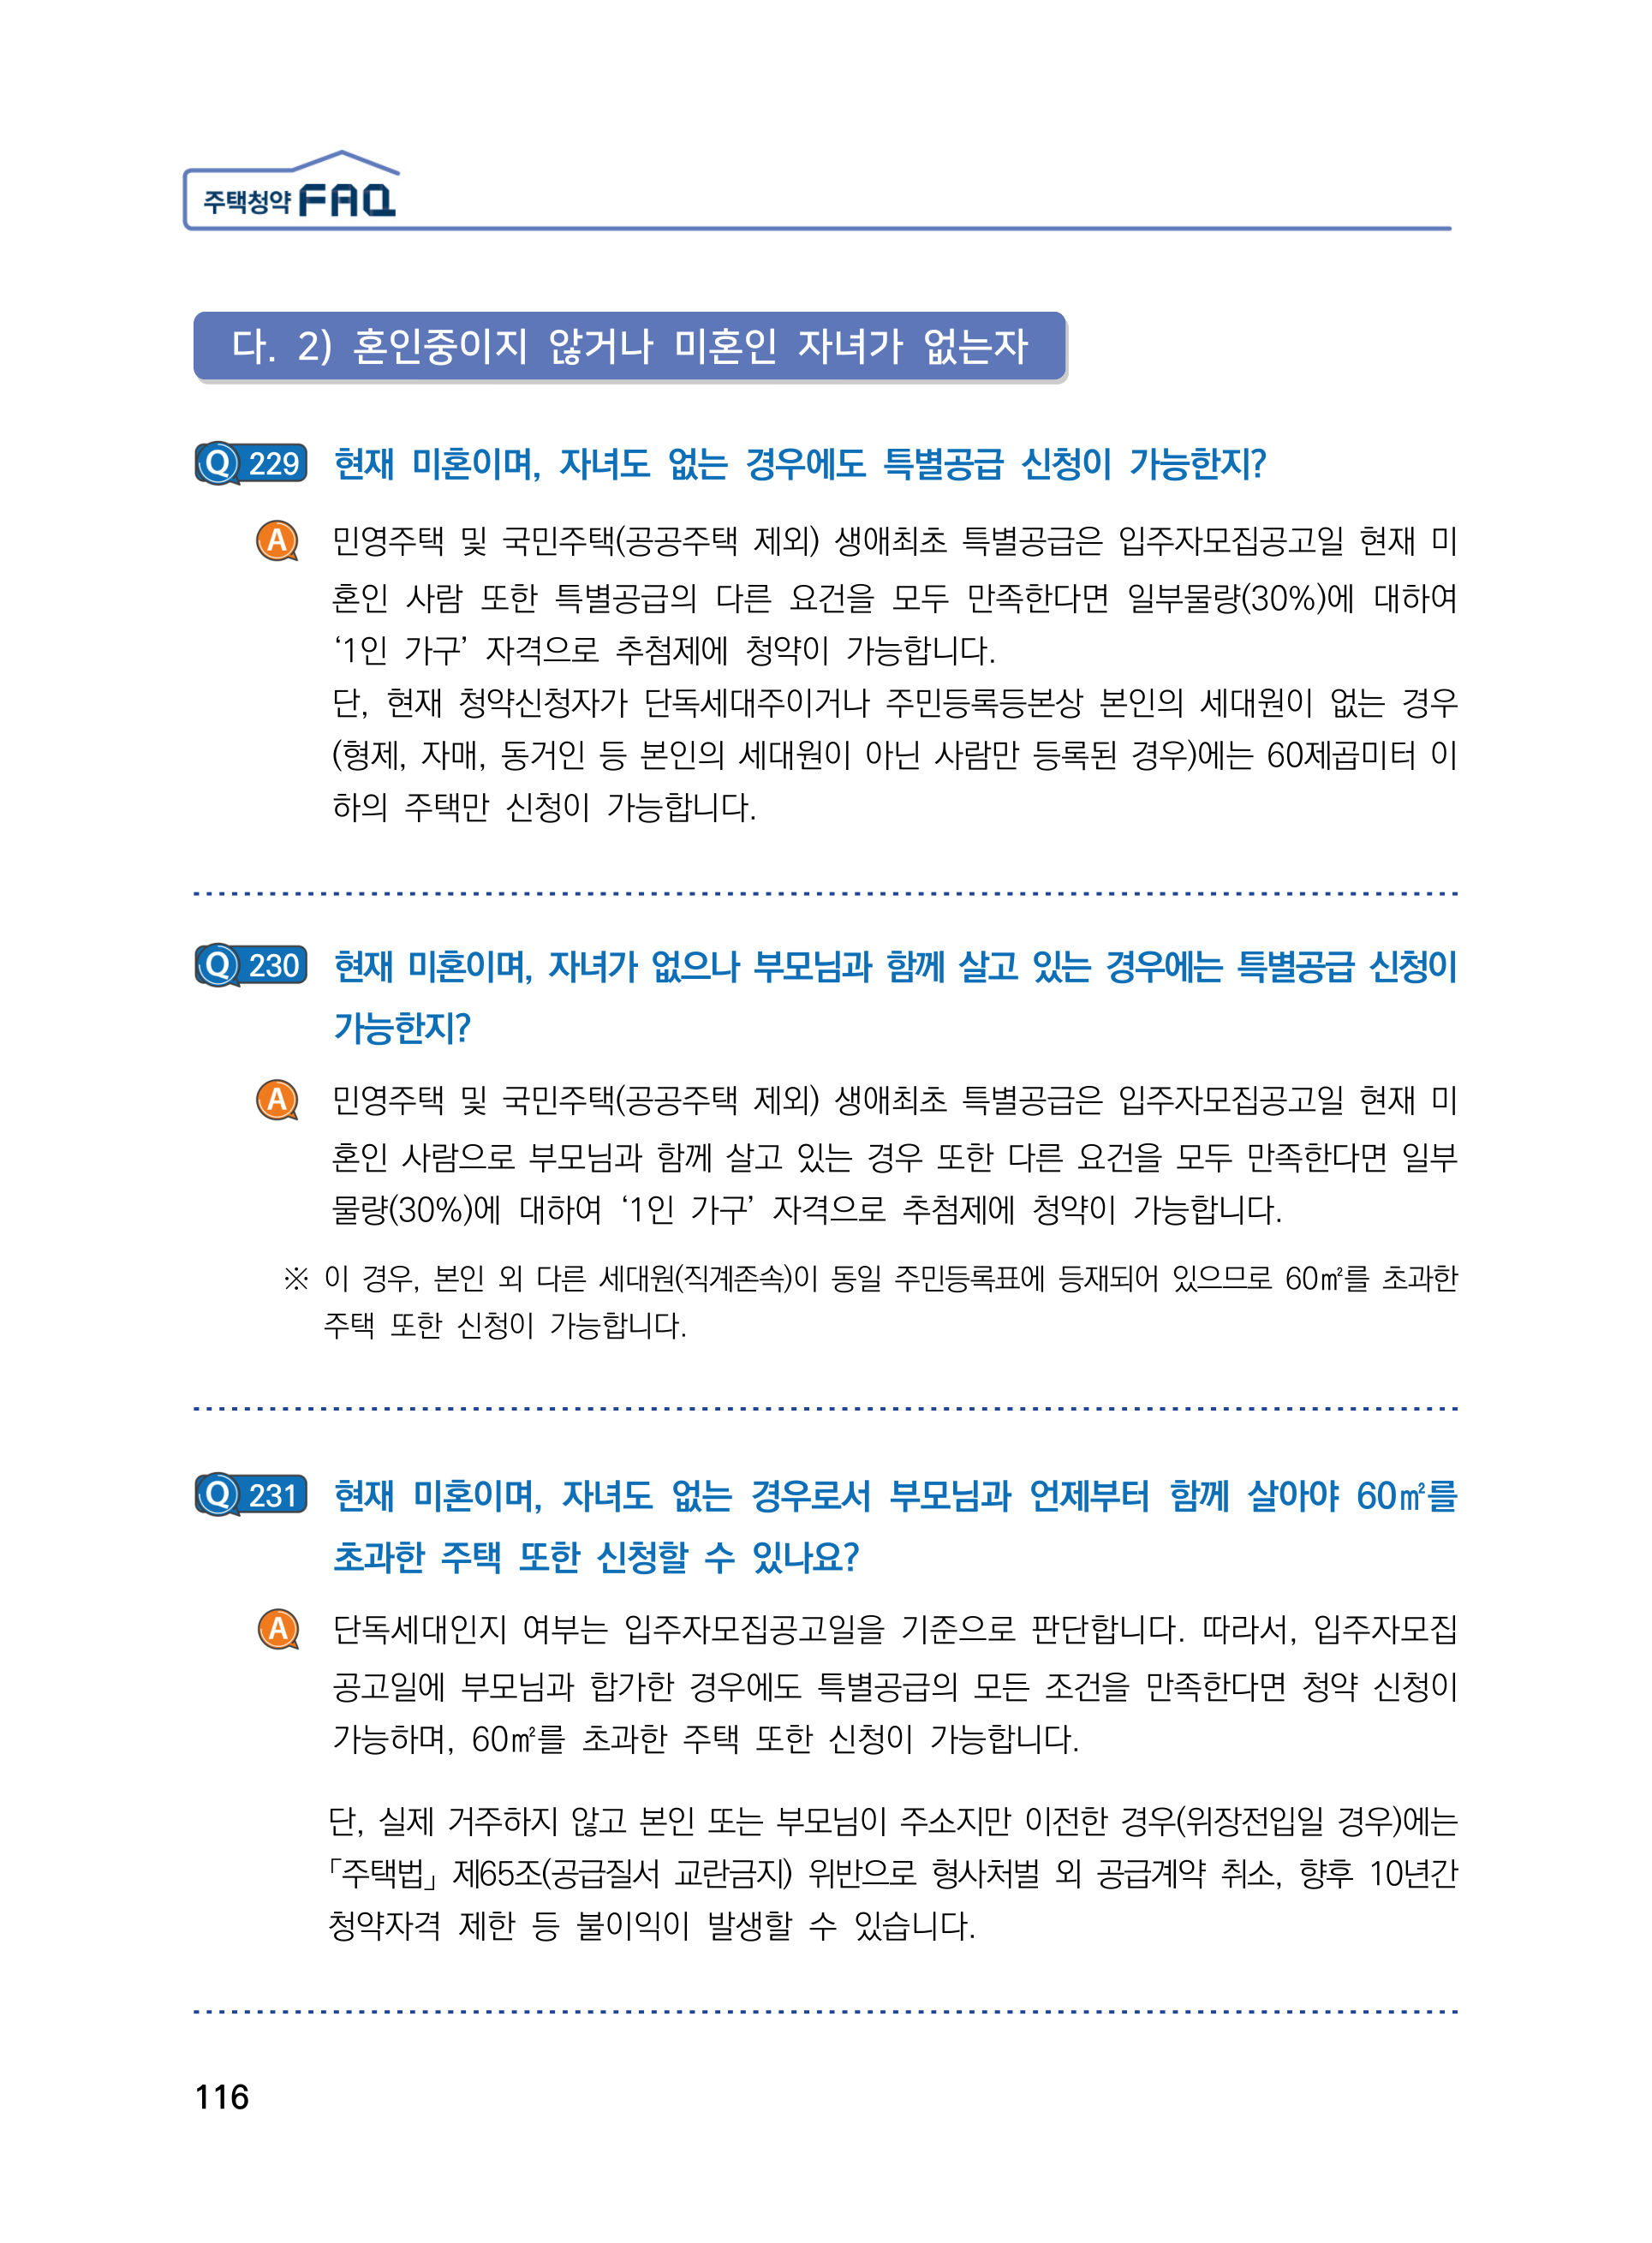 주택청약 FAQ
다. 2) 혼인중이지 않거나 미혼인 자녀가 없는자
Q 229 현재 미혼이며, 자녀도 없는 경우에도 특별공급 신청이 가능한지?
A 민영주택 및 국민주택(공공주택 제외) 생애최초 특별공급은 입주자모집공고일 현재 미
혼인 사람 또한 특별공급의 다른 요건을 모두 만족한다면 일부물량(30%)에 대하여
‘1인 가구’ 자격으로 추첨제에 청약이 가능합니다.
단, 현재 청약신청자가 단독세대주이거나 주민등록등본상 본인의 세대원이 없는 경우
(형제, 자매, 동거인 등 본인의 세대원이 아닌 사람만 등록된 경우)에는 60제곱미터 이
하의 주택만 신청이 가능합니다.
Q 230 현재 미혼이며, 자녀가 없으나 부모님과 함께 살고 있는 경우에는 특별공급 신청이
가능한지?
A 민영주택 및 국민주택(공공주택 제외) 생애최초 특별공급은 입주자모집공고일 현재 미
혼인 사람으로 부모님과 함께 살고 있는 경우 또한 다른 요건을 모두 만족한다면 일부
물량(30%)에 대하여 ‘1인 가구’ 자격으로 추첨제에 청약이 가능합니다.
※ 이 경우, 본인 외 다른 세대원(직계존속)이 동일 주민등록표에 등재되어 있으므로 60㎡를 초과한
주택 또한 신청이 가능합니다.
Q 231 현재 미혼이며, 자녀도 없는 경우로서 부모님과 언제부터 함께 살아야 60㎡를
초과한 주택 또한 신청할 수 있나요?
A 단독세대인지 여부는 입주자모집공고일을 기준으로 판단합니다. 따라서, 입주자모집
공고일에 부모님과 합가한 경우에도 특별공급의 모든 조건을 만족한다면 청약 신청이
가능하며, 60㎡를 초과한 주택 또한 신청이 가능합니다.
단, 실제 거주하지 않고 본인 또는 부모님이 주소지만 이전한 경우(위장전입일 경우)에는
「주택법」 제65조(공급질서 교란금지) 위반으로 형사처벌 외 공급계약 취소, 향후 10년간
청약자격 제한 등 불이익이 발생할 수 있습니다.
116